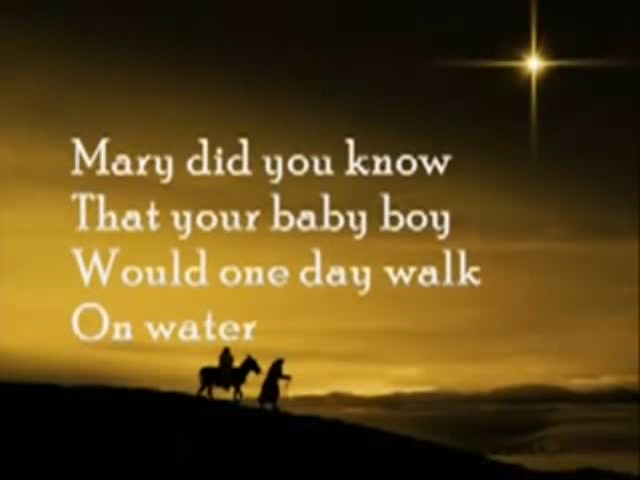 Mary did you know
That your baby boy
Would one day walk
On water